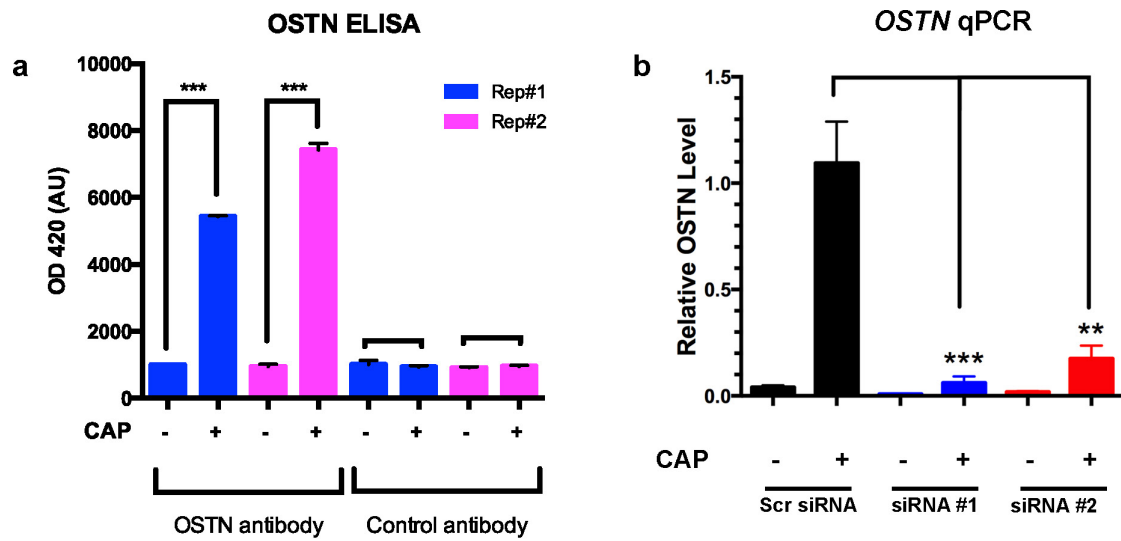 OSTN ELISA
a
10000
8000
6000
4000
2000
0
OD 420 (AU)
***
***
Rep#1
Rep#2
CAP
- + - + - + - +
OSTN antibody
Control antibody
OSTN qPCR
b
1.5
1.0
0.5
0.0
Relative OSTN Level
***
**
CAP
- + - + - +
Scr siRNA
siRNA #1
siRNA #2